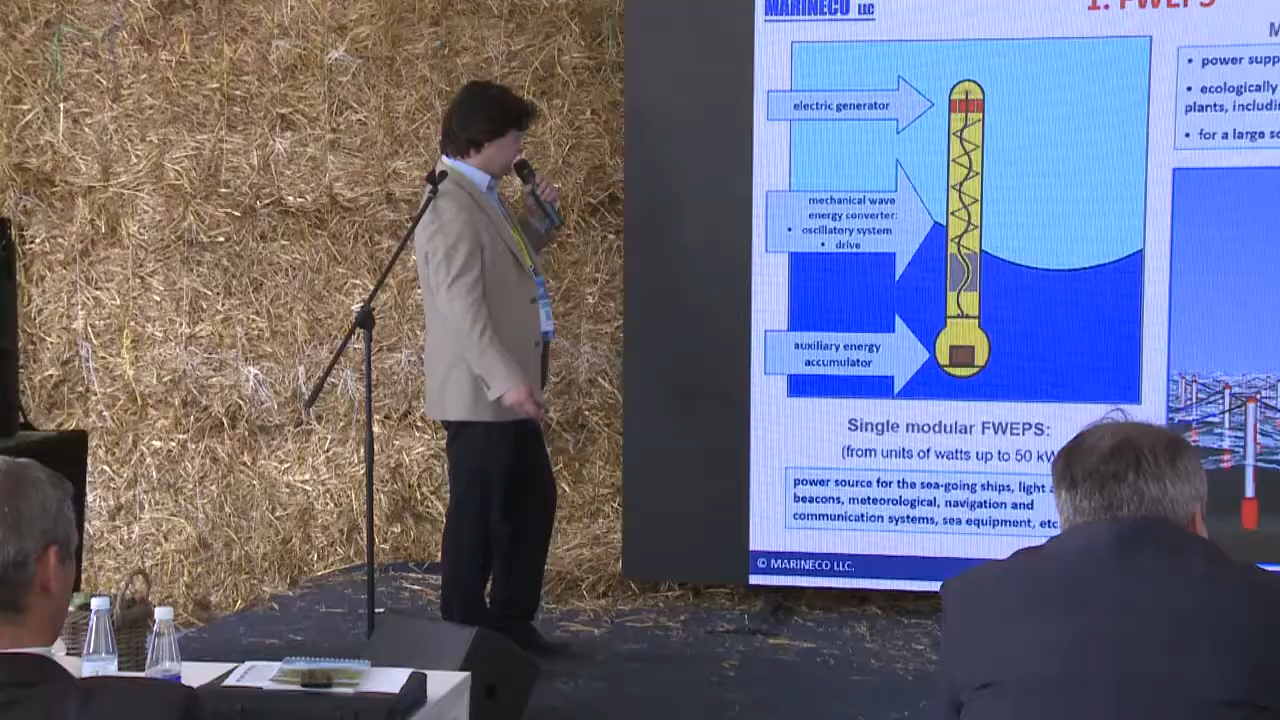 MARINECO LLC
1. FWEPS
M
• power supp
• ecologically
plants, includin
• for a large sc
electric generator
mechanical wave
energy converter:
• oscillatory system
• drive
auxiliary energy
accumulator
Single modular FWEPS:
(from units of watts up to 50 kW
power source for the sea-going ships, light
beacons, meteorological, navigation and
communication systems, sea equipment, etc.
© MARINECO LLC.